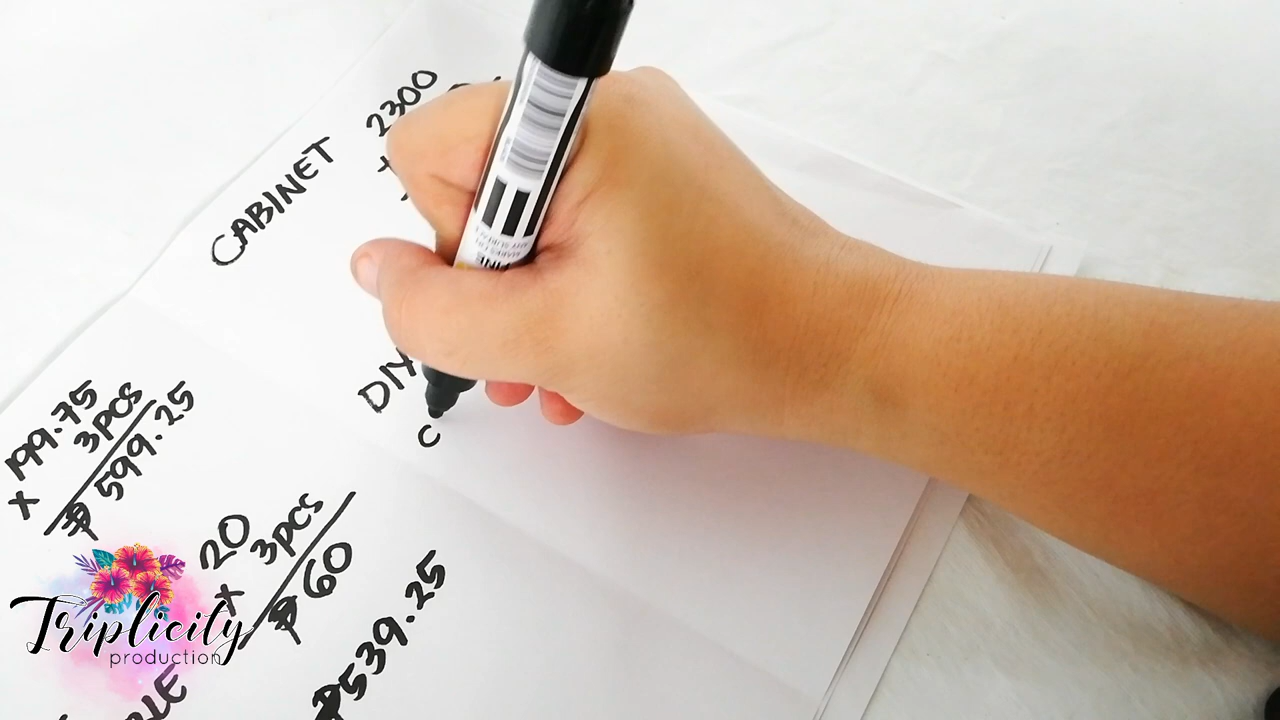 CABINET
2300
+
DIY
C
199.75
x 3PCS
₱ 599.25
20
x 3PCS
₱ 60
₱539.25
Triplicity
production